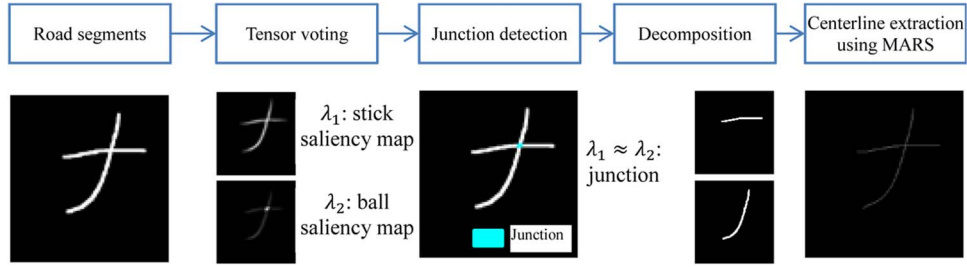 Road segments
Tensor voting
Junction detection
Decomposition
Centerline extraction
using MARS
λ₁: stick
saliency map
λ₂: ball
saliency map
Junction
λ₁ ≈ λ₂:
junction